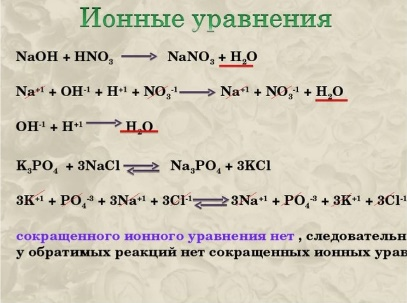 Ионные уравнения
NaOH + HNO3 → NaNO3 + H2O
Na+1 + OH-1 + H+1 + NO3-1 → Na+1 + NO3-1 + H2O
OH-1 + H+1 → H2O
K3PO4 + 3NaCl ⇌ Na3PO4 + 3KCl
3K+1 + PO4-3 + 3Na+1 + 3Cl-1 ⇌ 3Na+1 + PO4-3 + 3K+1 + 3Cl-1
сокращенного ионного уравнения нет , следовательн
у обратимых реакций нет сокращенных ионных урав